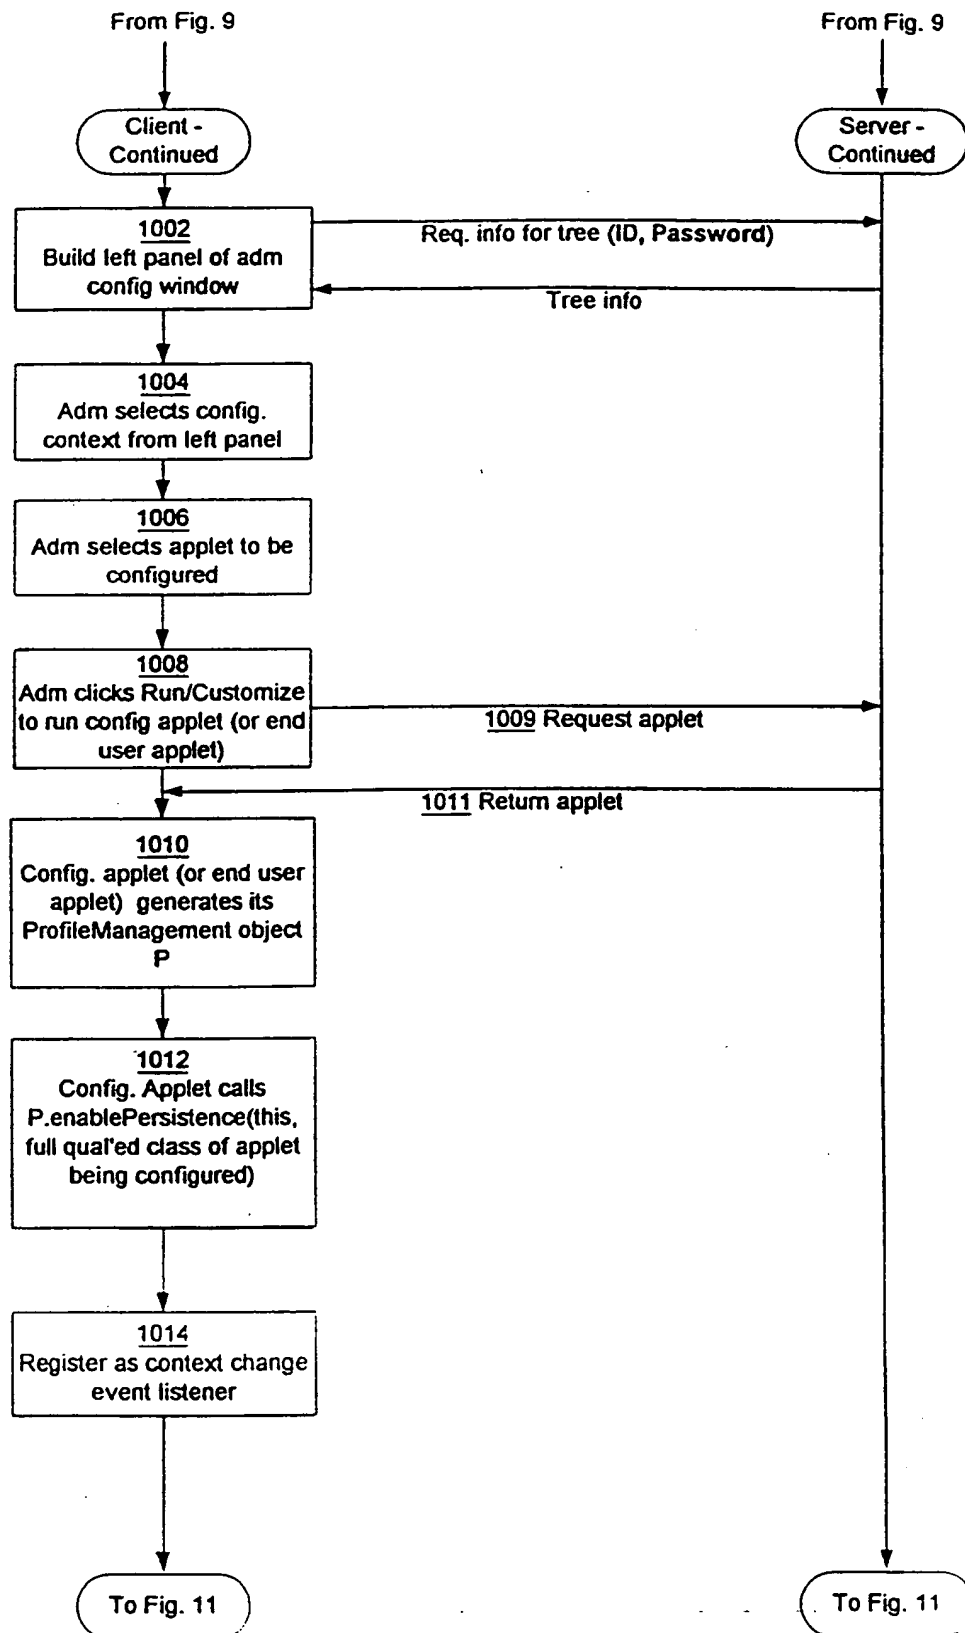 From Fig. 9
From Fig. 9
Client -
Continued
Server -
Continued
1002
Build left panel of adm
config window
Req. info for tree (ID, Password)
Tree info
1004
Adm selects config.
context from left panel
1006
Adm selects applet to be
configured
1008
Adm clicks Run/Customize
to run config applet (or end
user applet)
1009 Request applet
1011 Return applet
1010
Config. applet (or end user
applet) generates its
ProfileManagement object
P
1012
Config. Applet calls
P.enablePersistence(this,
full qual'ed class of applet
being configured)
1014
Register as context change
event listener
To Fig. 11
To Fig. 11